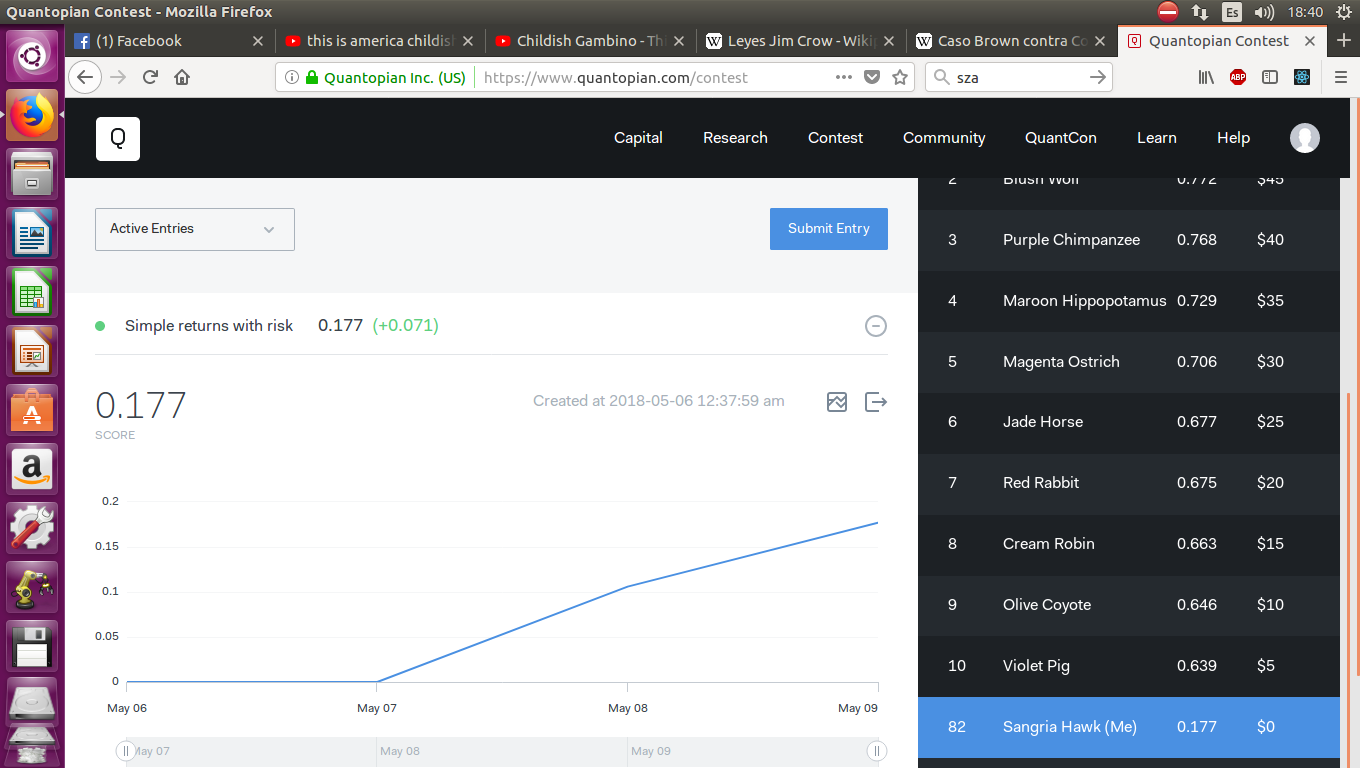 Quantopian Contest - Mozilla Firefox
Es
18:40
(1) Facebook
this is america childish
Childish Gambino - Thi
Leyes Jim Crow - Wikip
Caso Brown contra Co
Quantopian Contest
Quantopian Inc. (US)
https://www.quantopian.com/contest
sza
ABP
Q
Capital
Research
Contest
Community
QuantCon
Learn
Help
Active Entries
Submit Entry
Simple returns with risk 0.177 (+0.071)
0.177
SCORE
Created at 2018-05-06 12:37:59 am
0.2
0.15
0.1
0.05
0
May 06 May 07 May 08 May 09
May 07 May 08 May 09
2 Blush Wolf 0.772 $45
3 Purple Chimpanzee 0.768 $40
4 Maroon Hippopotamus 0.729 $35
5 Magenta Ostrich 0.706 $30
6 Jade Horse 0.677 $25
7 Red Rabbit 0.675 $20
8 Cream Robin 0.663 $15
9 Olive Coyote 0.646 $10
10 Violet Pig 0.639 $5
82 Sangria Hawk (Me) 0.177 $0